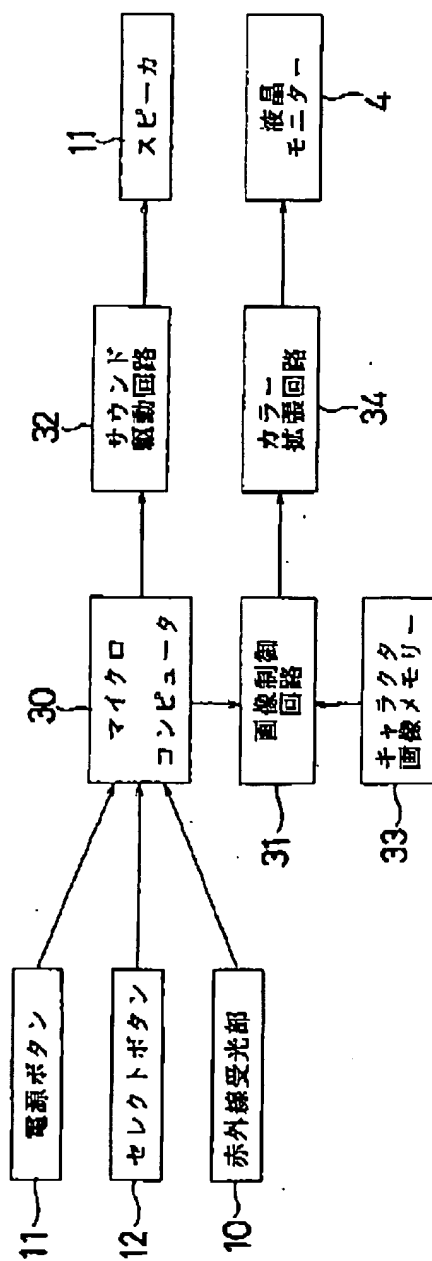 11
電源ボタン
12
セレクトボタン
10
赤外線受光部
30
マイクロ
コンピュータ
31
画像制御
回路
33
キャラクタ
画像メモリー
32
サウンド
駆動回路
34
カラー
拡張回路
11
スピーカ
4
液晶
モニター